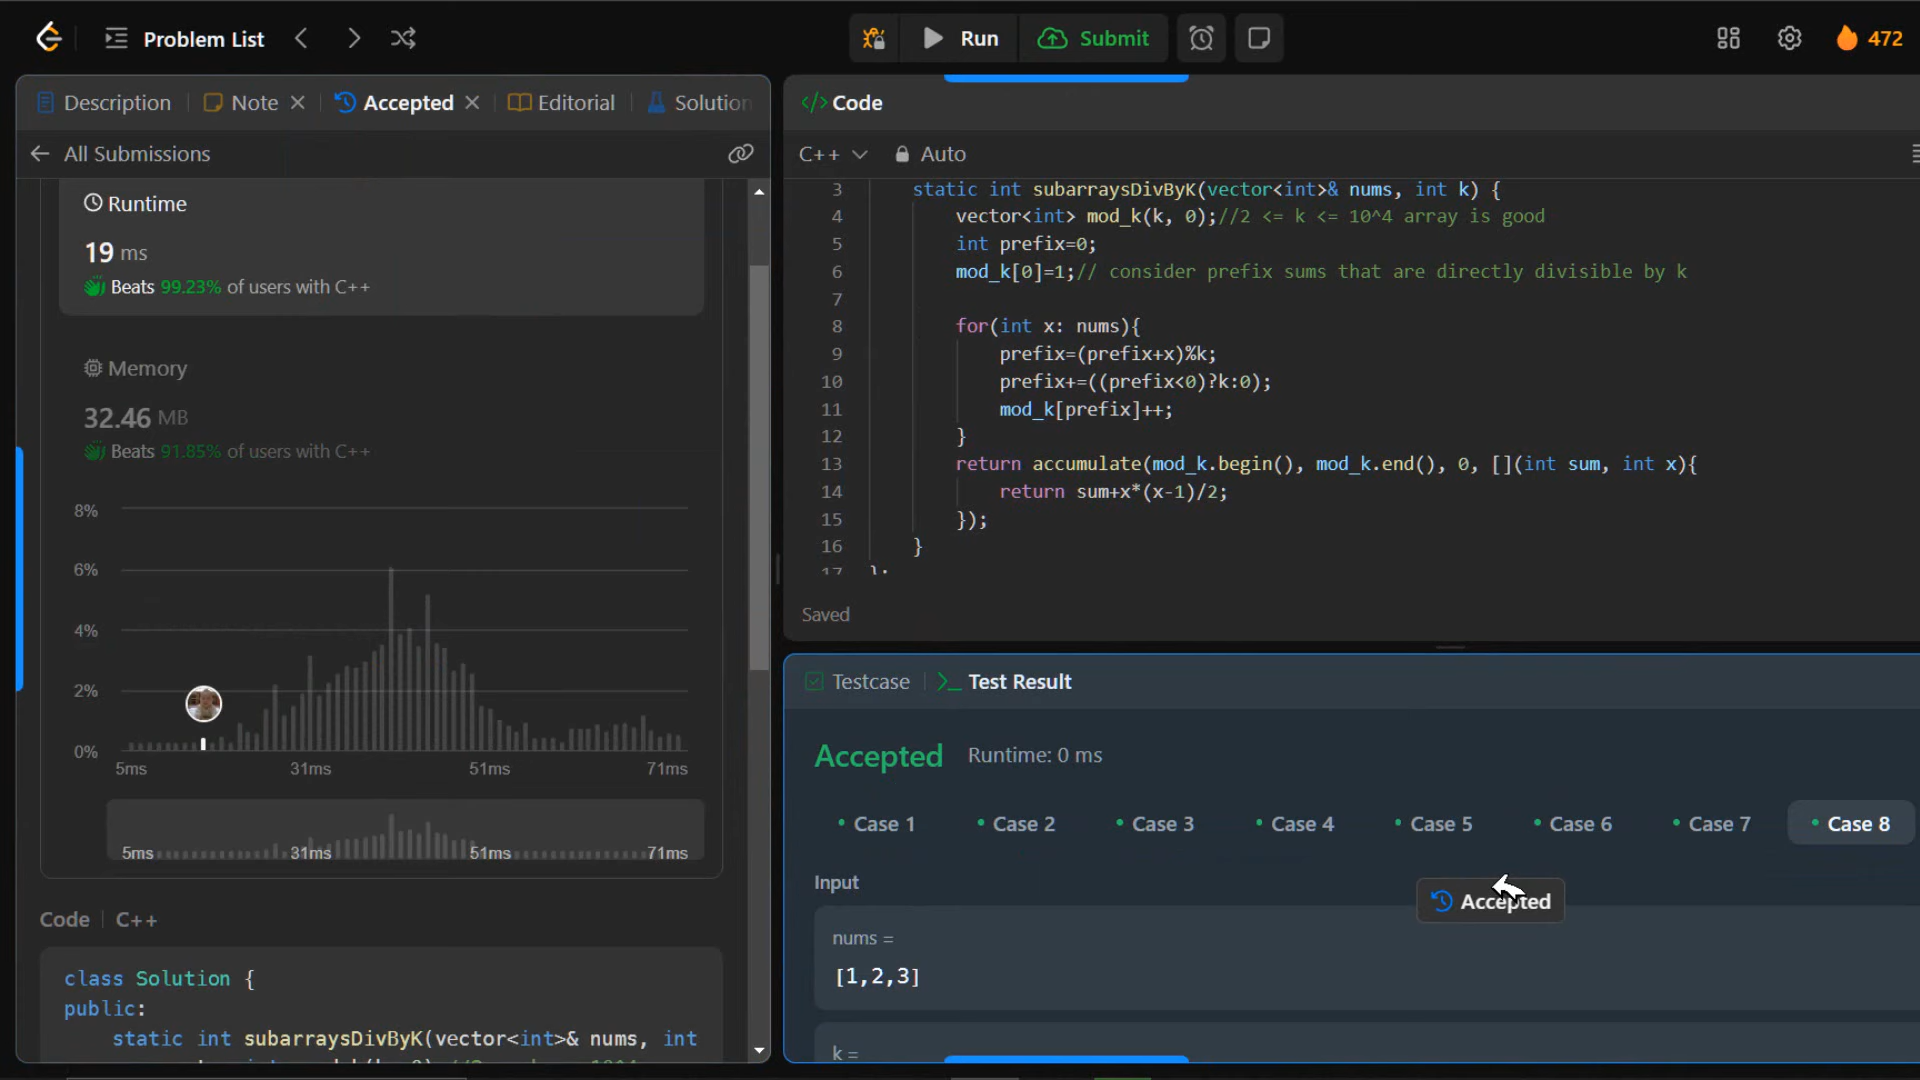 Problem List
Run
Submit
472
Description
Note
Accepted
Editorial
Solution
All Submissions
Runtime
19 ms
Beats 99.23% of users with C++
Memory
32.46 MB
Beats 91.85% of users with C++
8%
6%
4%
2%
0%
5ms 31ms 51ms 71ms
5ms 31ms 51ms 71ms
Code C++
class Solution {
public:
static int subarraysDivByK(vector<int>& nums, int
</> Code
C++ Auto
3 static int subarraysDivByK(vector<int>& nums, int k) {
4 vector<int> mod_k(k, 0);//2 <= k <= 10^4 array is good
5 int prefix=0;
6 mod_k[0]=1;// consider prefix sums that are directly divisible by k
7
8 for(int x: nums){
9 prefix=(prefix+x)%k;
10 prefix+=((prefix<0)?k:0);
11 mod_k[prefix]++;
12 }
13 return accumulate(mod_k.begin(), mod_k.end(), 0, [](int sum, int x){
14 return sum+x*(x-1)/2;
15 });
16 }
17 };
Saved
Testcase
>_ Test Result
Accepted Runtime: 0 ms
Case 1 Case 2 Case 3 Case 4 Case 5 Case 6 Case 7 Case 8
Input
Accepted
nums =
[1,2,3]
k =